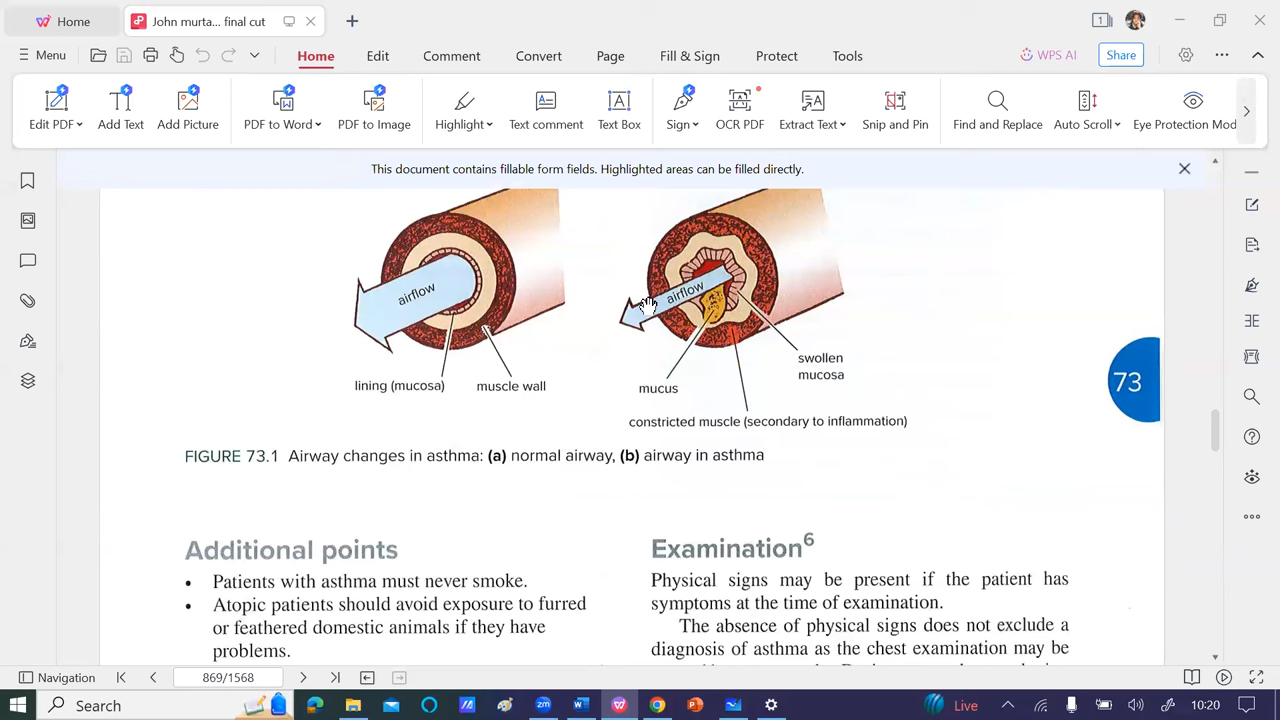 Home
John murta... final cut
1
Menu
Home
Edit
Comment
Convert
Page
Fill & Sign
Protect
Tools
WPS AI
Share
Edit PDF
Add Text
Add Picture
PDF to Word
PDF to Image
Highlight
Text comment
Text Box
Sign
OCR PDF
Extract Text
Snip and Pin
Find and Replace
Auto Scroll
Eye Protection Mod
This document contains fillable form fields. Highlighted areas can be filled directly.
airflow
airflow
lining (mucosa)
muscle wall
mucus
swollen
mucosa
constricted muscle (secondary to inflammation)
73
FIGURE 73.1 Airway changes in asthma: (a) normal airway, (b) airway in asthma
Additional points
• Patients with asthma must never smoke.
• Atopic patients should avoid exposure to furred
or feathered domestic animals if they have
problems.
Examination6
Physical signs may be present if the patient has
symptoms at the time of examination.
The absence of physical signs does not exclude a
diagnosis of asthma as the chest examination may be
Navigation
869/1568
Search
zm
Live
10:20